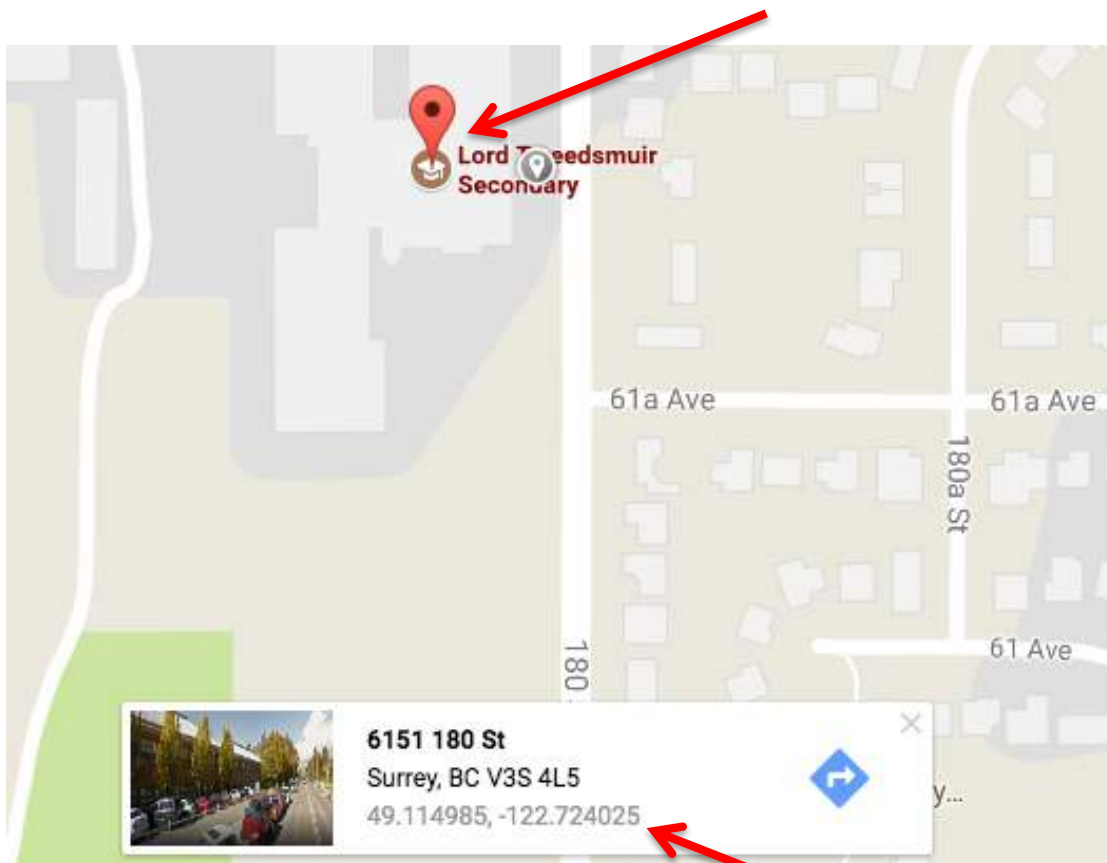 Lord Tweedsmuir
Secondary
61a Ave
61a Ave
180a St
180
61 Ave
6151 180 St
Surrey, BC V3S 4L5
49.114985, -122.724025
y...